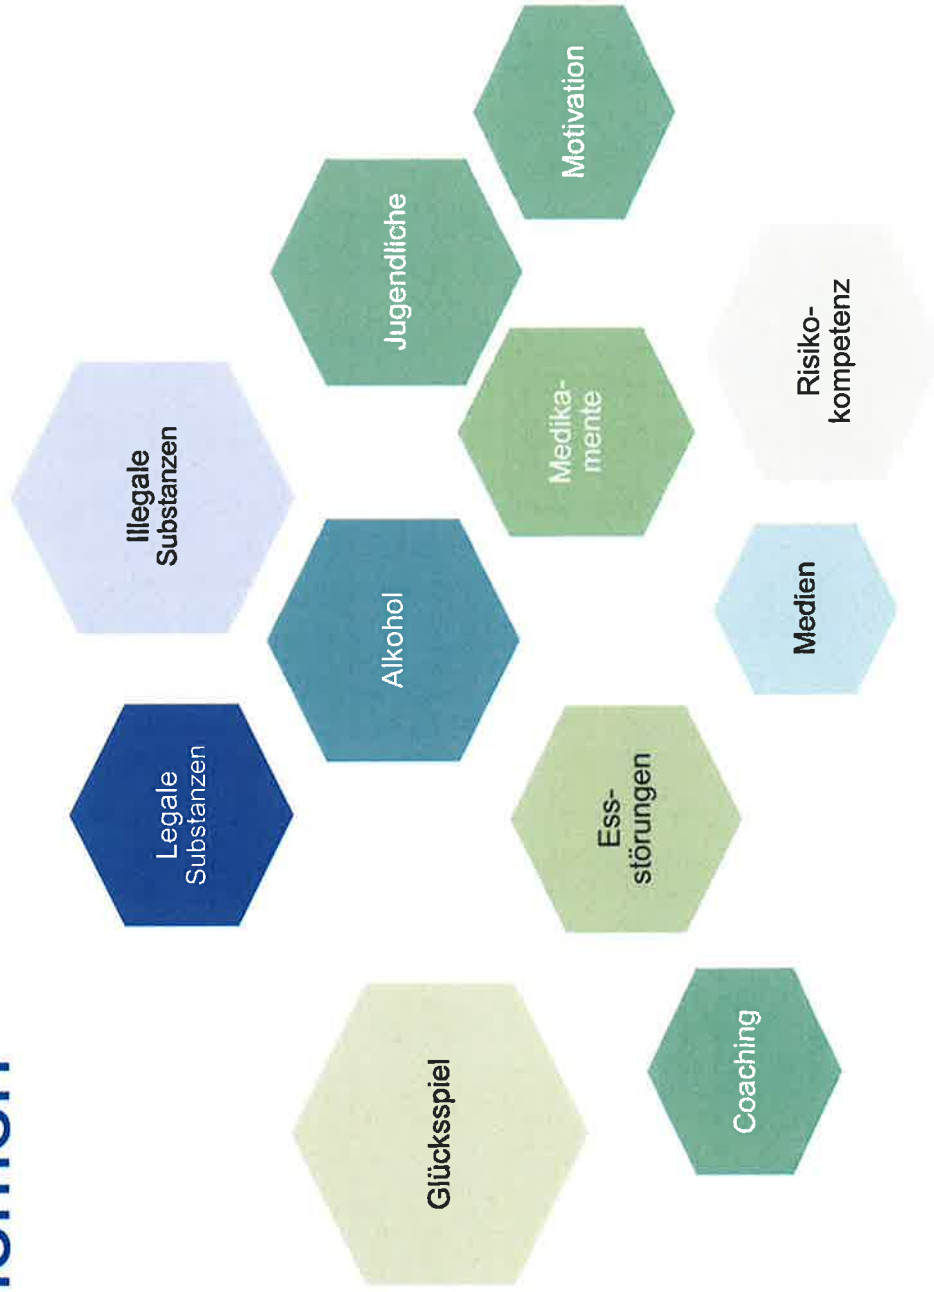 Legale
Substanzen
Illegale
Substanzen
Alkohol
Jugendliche
Glücksspiel
Medika-
mente
Motivation
Ess-
störungen
Coaching
Medien
Risiko-
kompetenz